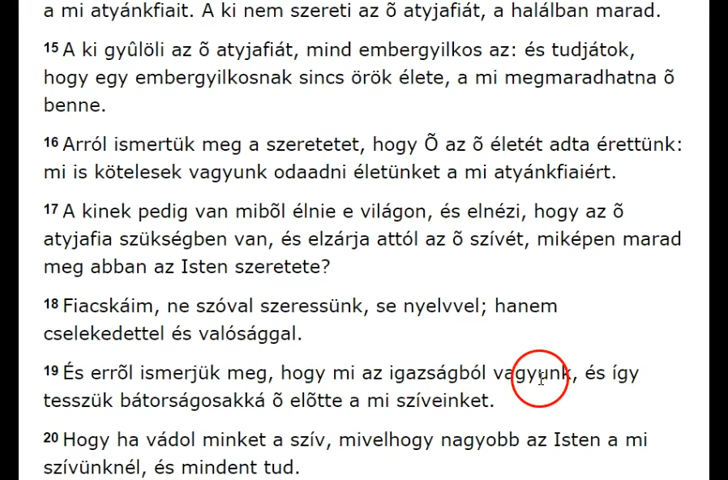 a mi atyánkfiait. A ki nem szereti az õ atyjafiát, a halálban marad.
15 A ki gyûlöli az õ atyjafiát, mind embergyilkos az: és tudjátok,
hogy egy embergyilkosnak sincs örök élete, a mi megmaradhatna õ
benne.
16 Arról ismertük meg a szeretetet, hogy Õ az õ életét adta érettünk:
mi is kötelesek vagyunk odaadni életünket a mi atyánkfiaiért.
17 A kinek pedig van mibõl élnie e világon, és elnézi, hogy az õ
atyjafia szükségben van, és elzárja attól az õ szívét, miképen marad
meg abban az Isten szeretete?
18 Fiacskáim, ne szóval szeressünk, se nyelvvel; hanem
cselekedettel és valósággal.
19 És errõl ismerjük meg, hogy mi az igazságból vagyunk, és így
tesszük bátorságosakká õ elõtte a mi szíveinket.
20 Hogy ha vádol minket a szív, mivelhogy nagyobb az Isten a mi
szívünknél, és mindent tud.